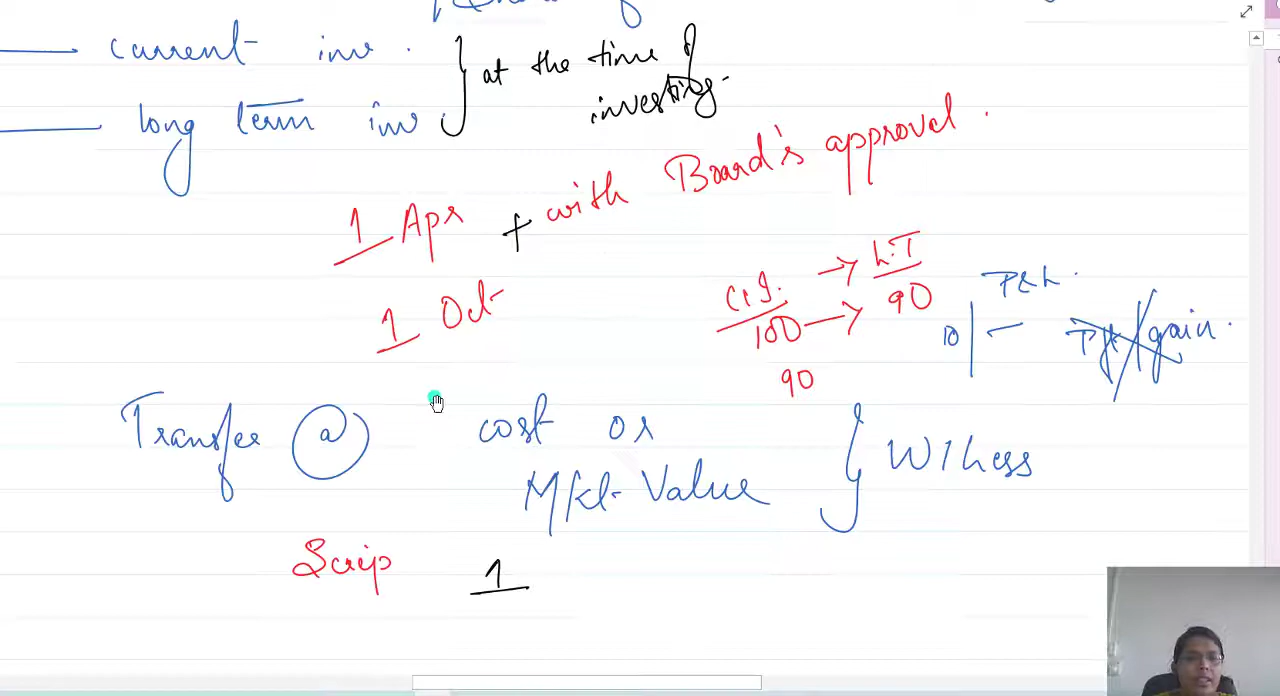 current inv.
long term inv.
at the time of
investing.
with Board's approval.
1 Apr +
1 Oct
C.I. → L.T
100 → 90
90
P&L.
10
gain.
Transfer @ cost or
Mkt Value } W/Less
Scrip 1